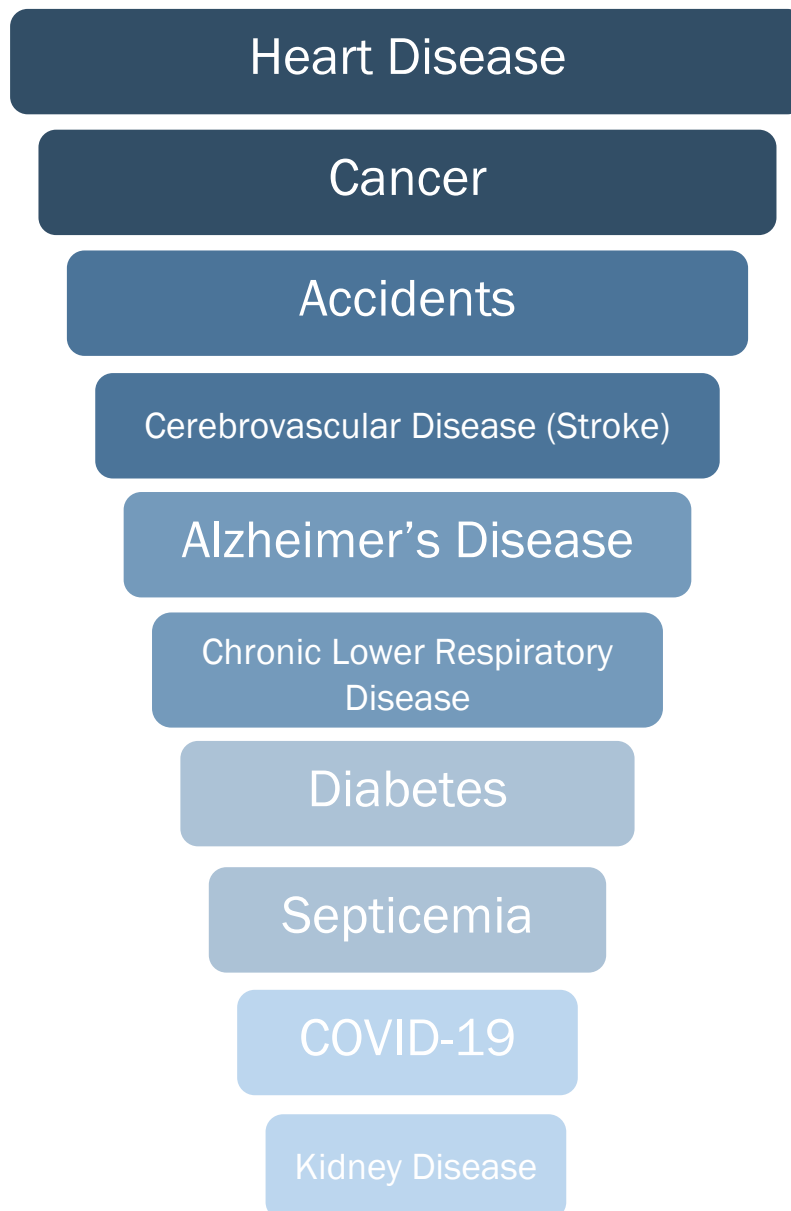 Heart Disease
Cancer
Accidents
Cerebrovascular Disease (Stroke)
Alzheimer’s Disease
Chronic Lower Respiratory
Disease
Diabetes
Septicemia
COVID-19
Kidney Disease